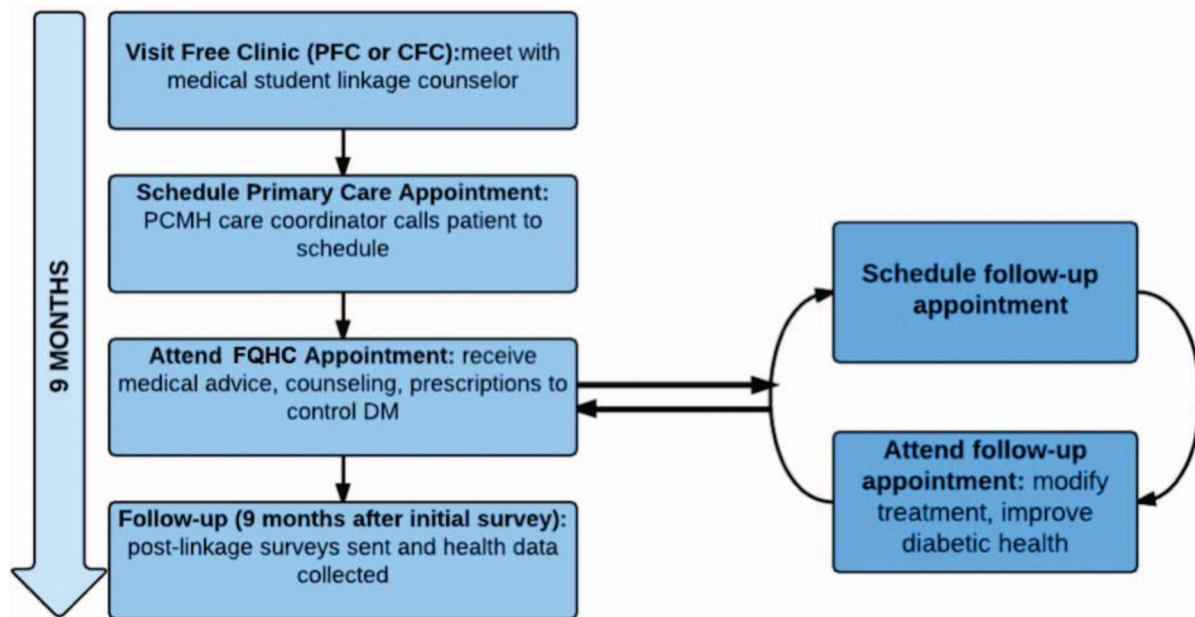 9 MONTHS
Visit Free Clinic (PFC or CFC):meet with
medical student linkage counselor
Schedule Primary Care Appointment:
PCMH care coordinator calls patient to
schedule
Attend FQHC Appointment: receive
medical advice, counseling, prescriptions to
control DM
Follow-up (9 months after initial survey):
post-linkage surveys sent and health data
collected
Schedule follow-up
appointment
Attend follow-up
appointment: modify
treatment, improve
diabetic health